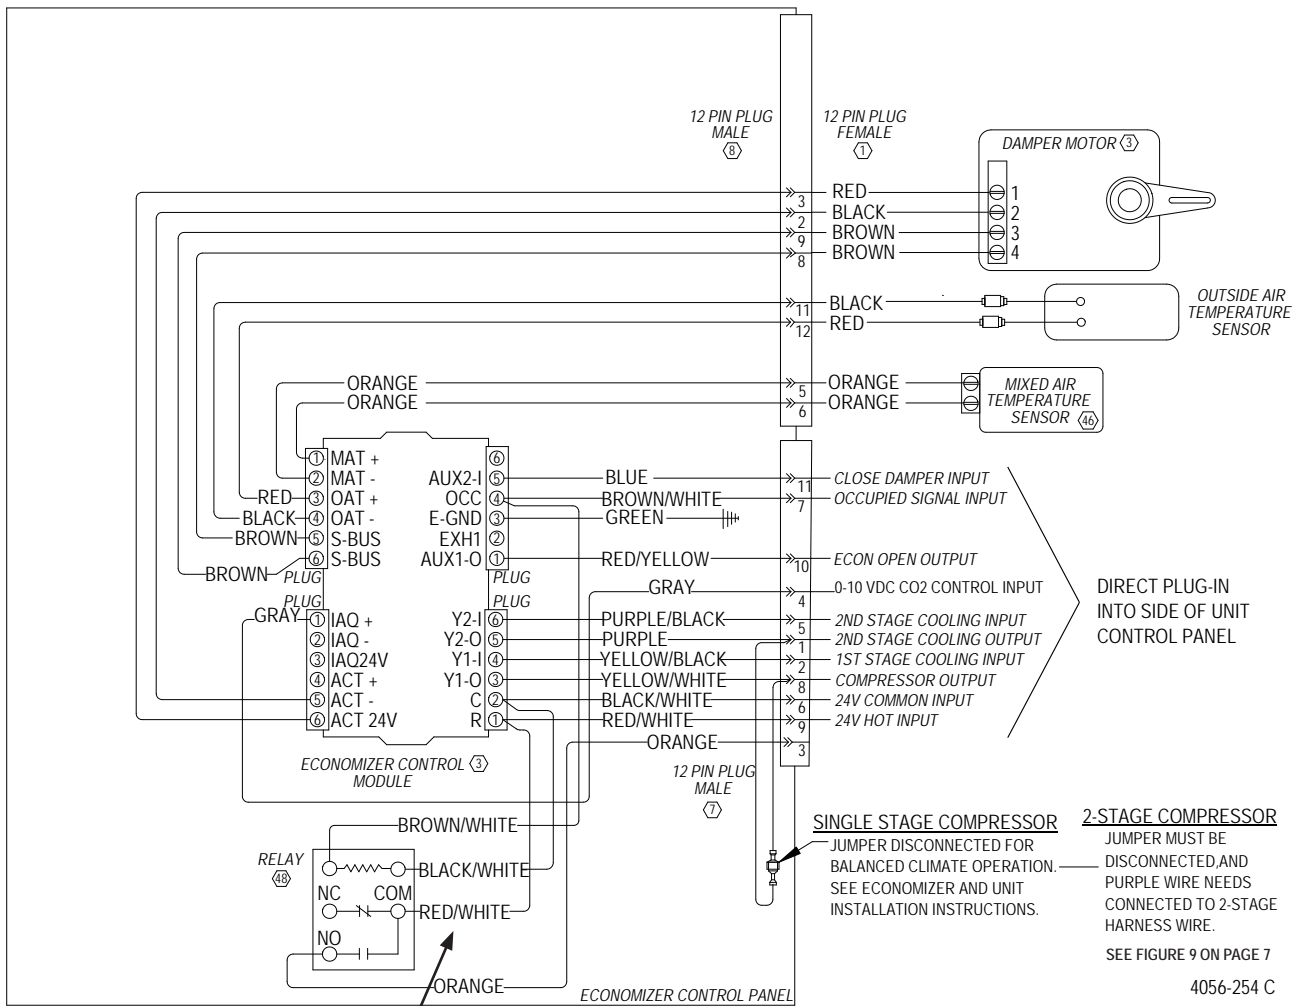 12 PIN PLUG
MALE
8
12 PIN PLUG
FEMALE
1
DAMPER MOTOR 3
3 RED 1
2 BLACK 2
9 BROWN 3
8 BROWN 4
11 BLACK
12 RED
OUTSIDE AIR
TEMPERATURE
SENSOR
ORANGE 5 ORANGE
ORANGE 6 ORANGE
MIXED AIR
TEMPERATURE
SENSOR 46
1 MAT +
2 MAT -
RED 3 OAT +
BLACK 4 OAT -
BROWN 5 S-BUS
BROWN 6 S-BUS
PLUG
6
AUX2-I 5 BLUE 11 CLOSE DAMPER INPUT
OCC 4 BROWN/WHITE 7 OCCUPIED SIGNAL INPUT
E-GND 3 GREEN
EXH1 2
AUX1-O 1 RED/YELLOW 10 ECON OPEN OUTPUT
PLUG
GRAY 4 0-10 VDC CO2 CONTROL INPUT
PLUG
GRAY 1 IAQ +
2 IAQ -
3 IAQ24V
4 ACT +
5 ACT -
6 ACT 24V
PLUG
Y2-I 6 PURPLE/BLACK 5 2ND STAGE COOLING INPUT
Y2-O 5 PURPLE 1 2ND STAGE COOLING OUTPUT
Y1-I 4 YELLOW/BLACK 2 1ST STAGE COOLING INPUT
Y1-O 3 YELLOW/WHITE 8 COMPRESSOR OUTPUT
C 2 BLACK/WHITE 6 24V COMMON INPUT
R 1 RED/WHITE 9 24V HOT INPUT
ORANGE 3
DIRECT PLUG-IN
INTO SIDE OF UNIT
CONTROL PANEL
ECONOMIZER CONTROL 3
MODULE
12 PIN PLUG
MALE
7
BROWN/WHITE
RELAY
48
BLACK/WHITE
NC COM
RED/WHITE
NO
ORANGE
ECONOMIZER CONTROL PANEL
SINGLE STAGE COMPRESSOR
JUMPER DISCONNECTED FOR
BALANCED CLIMATE OPERATION.
SEE ECONOMIZER AND UNIT
INSTALLATION INSTRUCTIONS.
2-STAGE COMPRESSOR
JUMPER MUST BE
DISCONNECTED,AND
PURPLE WIRE NEEDS
CONNECTED TO 2-STAGE
HARNESS WIRE.
SEE FIGURE 9 ON PAGE 7
4056-254 C